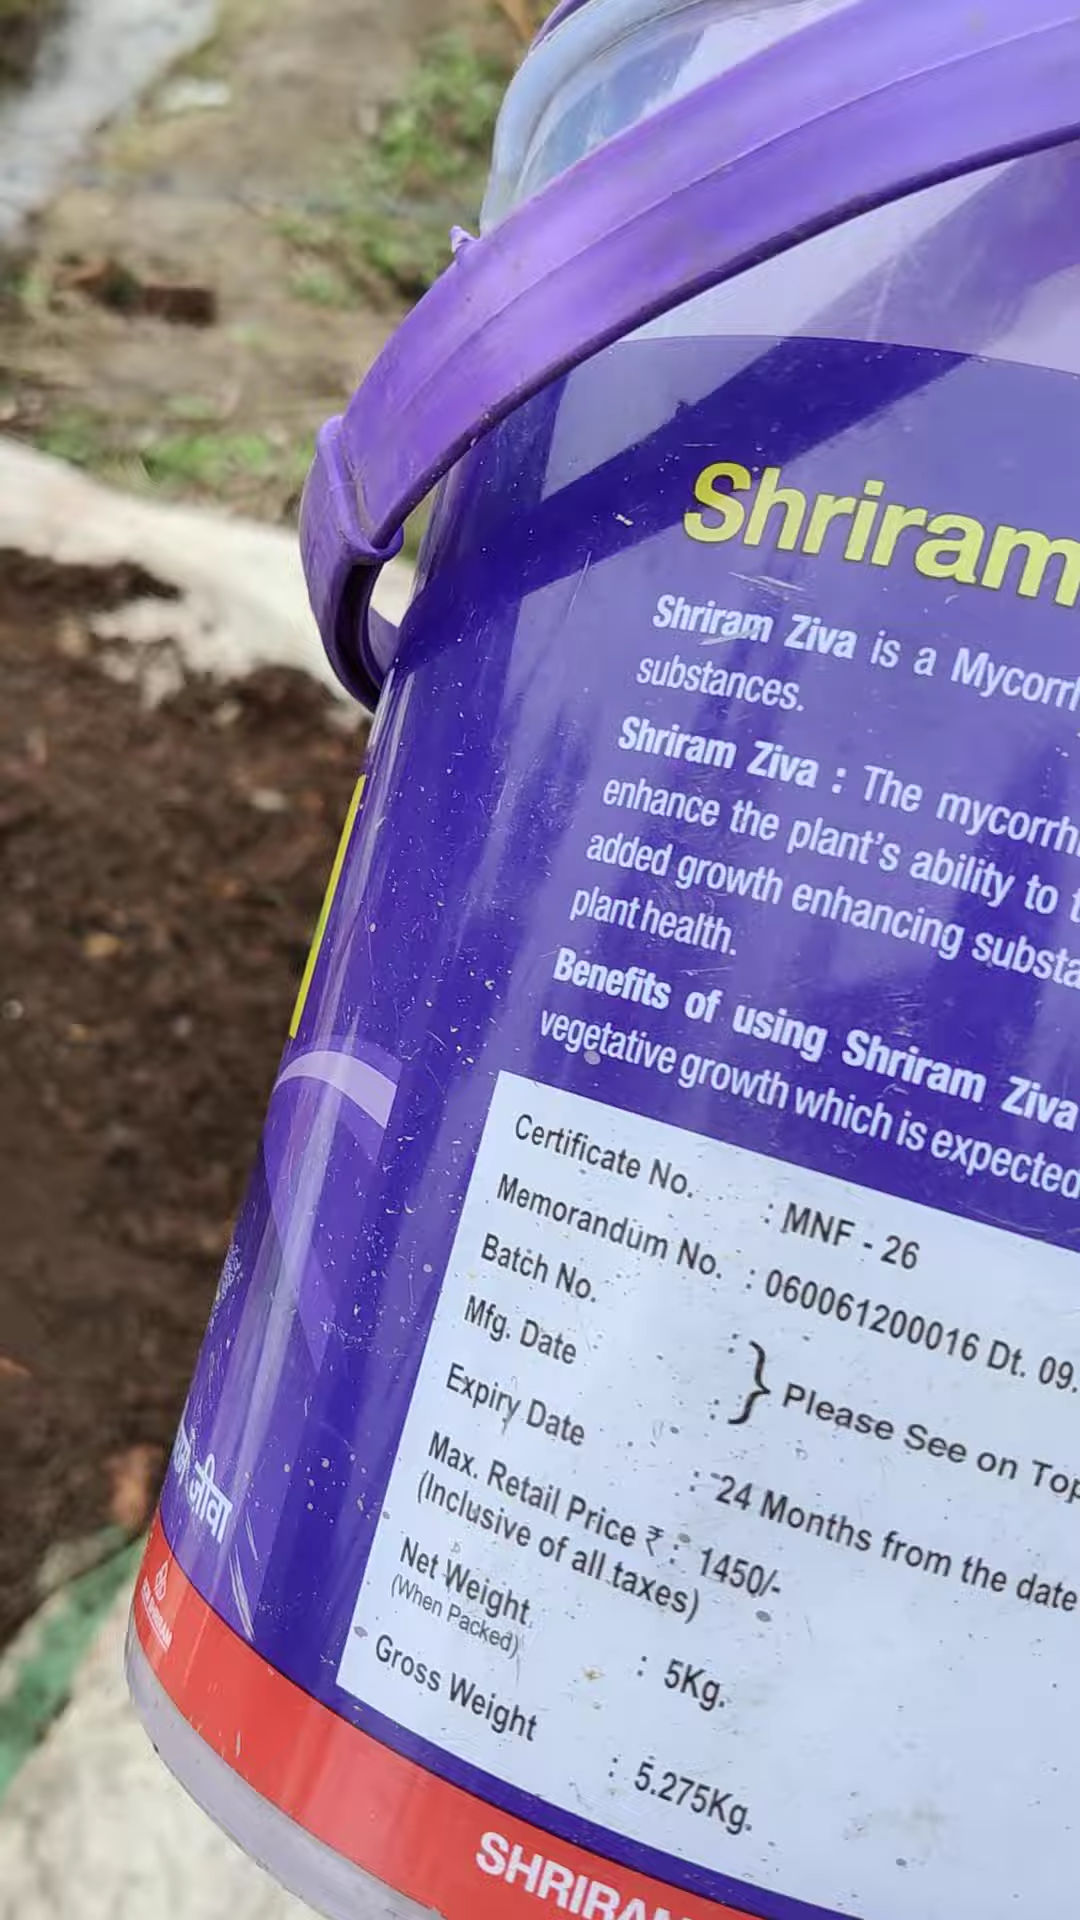 Shriram
Shriram Ziva is a Mycorrh
substances.
Shriram Ziva : The mycorrh
enhance the plant's ability to t
added growth enhancing substa
plant health.
Benefits of using Shriram Ziva
vegetative growth which is expected
Certificate No. : MNF - 26
Memorandum No. : 060061200016 Dt. 09.
Batch No. :
Mfg. Date : } Please See on Top
Expiry Date : 24 Months from the date
Max. Retail Price ₹ : 1450/-
(Inclusive of all taxes)
Net Weight : 5Kg.
(When Packed)
Gross Weight : 5.275Kg.
जीवा
SHRIRAM